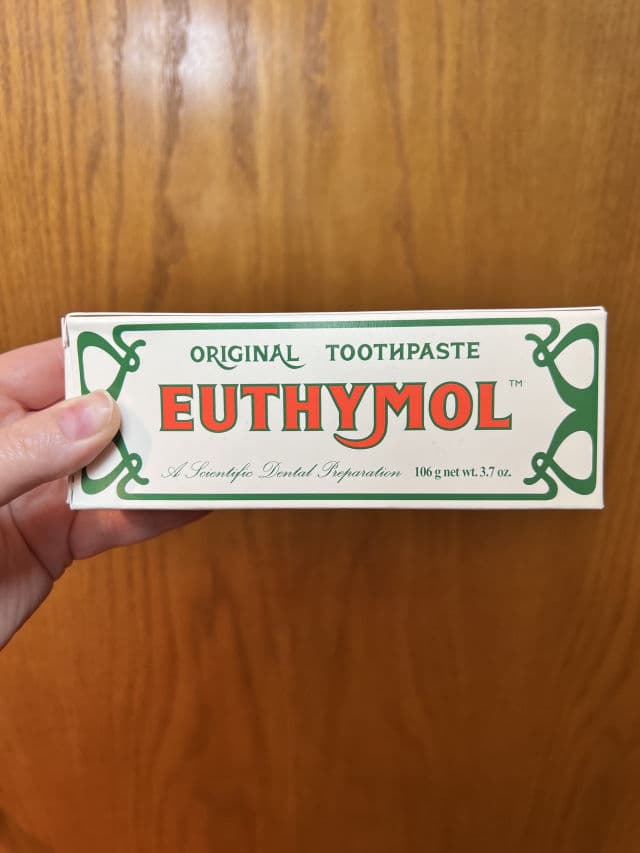 ORIGINAL TOOTHPASTE
EUTHYMOL™
A Scientific Dental Preparation 106 g net wt. 3.7 oz.